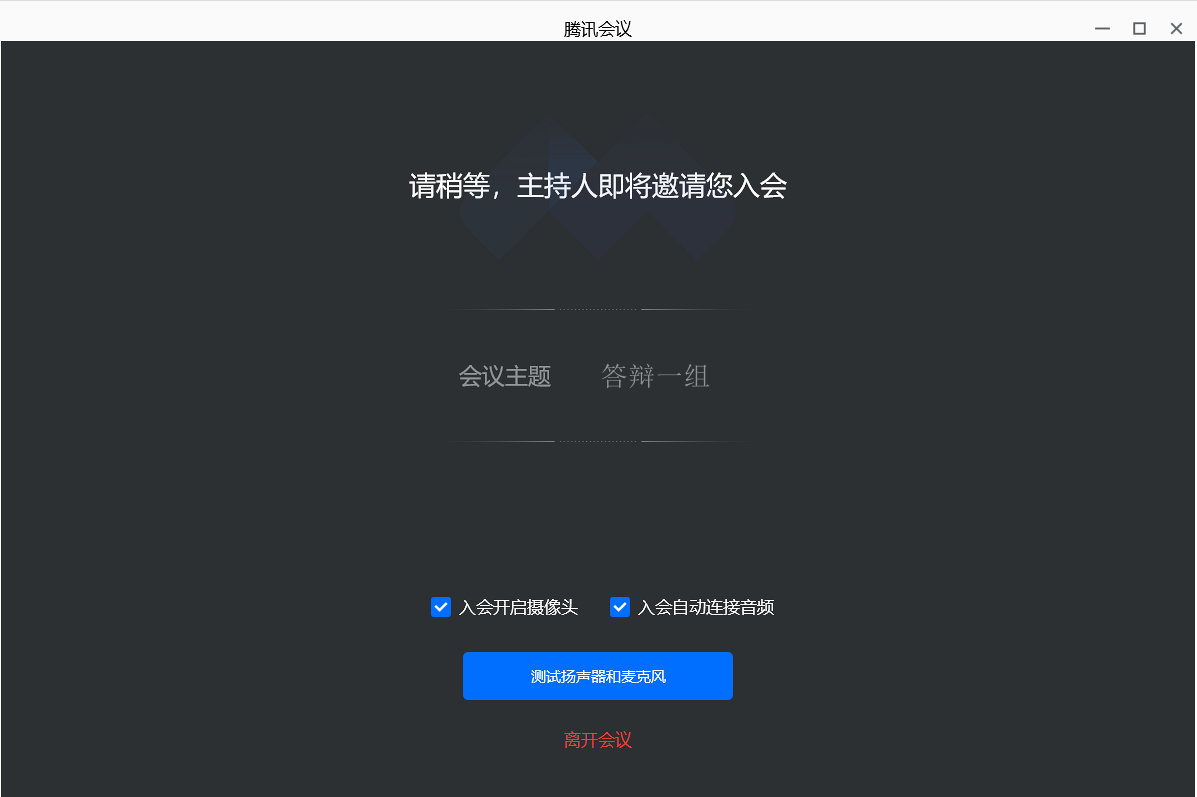 腾讯会议
请稍等，主持人即将邀请您入会
会议主题 答辩一组
入会开启摄像头 入会自动连接音频
测试扬声器和麦克风
离开会议